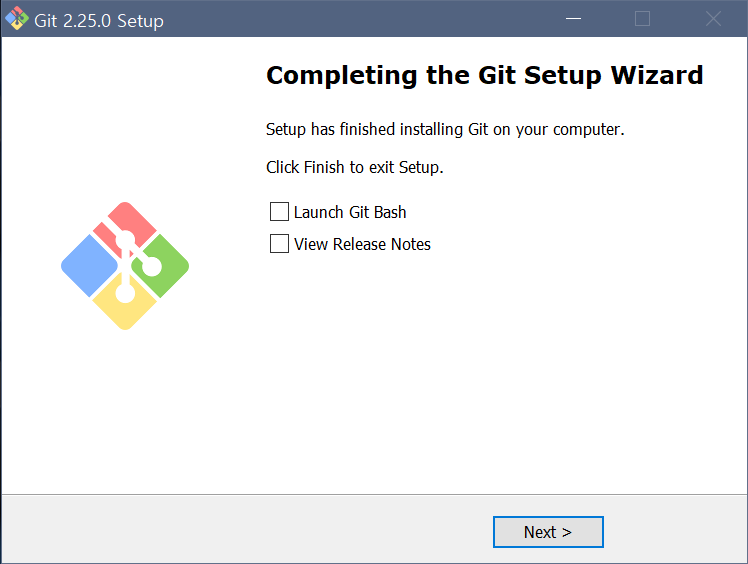 Git 2.25.0 Setup
Completing the Git Setup Wizard
Setup has finished installing Git on your computer.
Click Finish to exit Setup.
Launch Git Bash
View Release Notes
Next >